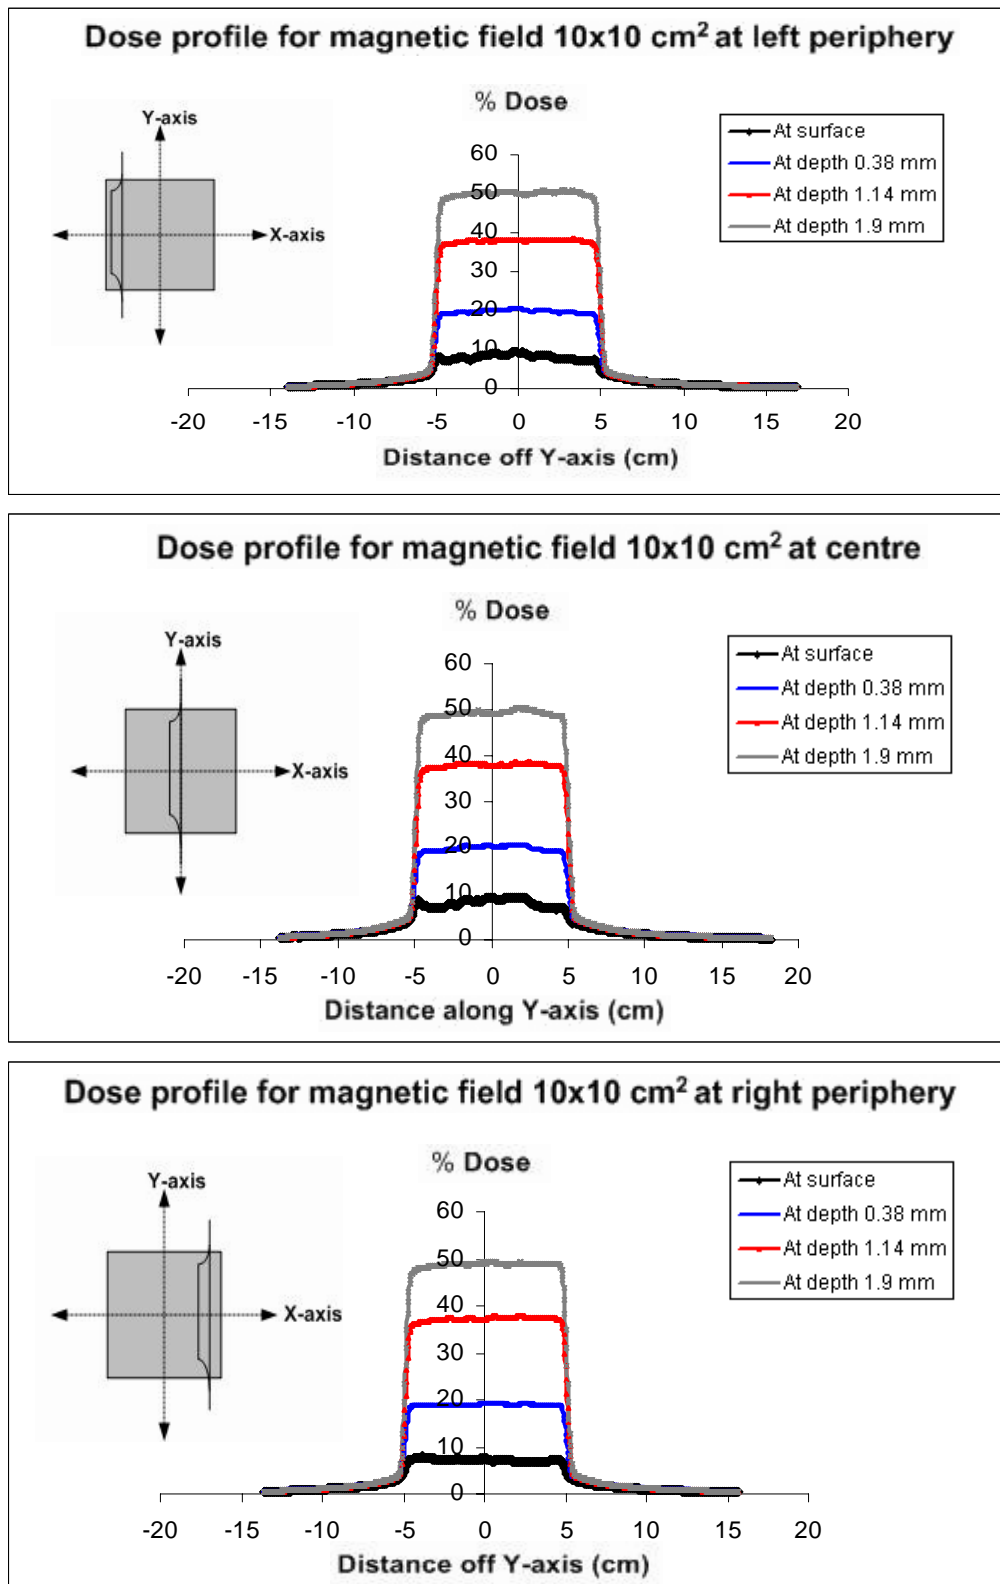 Dose profile for magnetic field 10x10 cm² at left periphery
% Dose
Y-axis
X-axis
At surface
At depth 0.38 mm
At depth 1.14 mm
At depth 1.9 mm
60
50
40
30
20
10
0
-20 -15 -10 -5 0 5 10 15 20
Distance off Y-axis (cm)
Dose profile for magnetic field 10x10 cm² at centre
% Dose
Y-axis
X-axis
At surface
At depth 0.38 mm
At depth 1.14 mm
At depth 1.9 mm
60
50
40
30
20
10
0
-20 -15 -10 -5 0 5 10 15 20
Distance along Y-axis (cm)
Dose profile for magnetic field 10x10 cm² at right periphery
% Dose
Y-axis
X-axis
At surface
At depth 0.38 mm
At depth 1.14 mm
At depth 1.9 mm
60
50
40
30
20
10
0
-20 -15 -10 -5 0 5 10 15 20
Distance off Y-axis (cm)